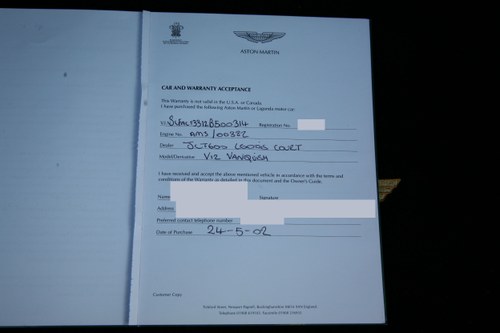 ASTON MARTIN
CAR AND WARRANTY ACCEPTANCE
This Warranty is not valid in the U.S.A. or Canada.
I have purchased the following Aston Martin or Lagonda motor car:
Registration No.
Engine No. AM5/00322
Dealer JCT600 LEEDS COURT
Model/Derivative V12 VANQUISH
I have received and accept the above mentioned vehicle in accordance with the terms and
conditions of the Warranty as detailed in this document and the Owner's Guide.
Name Signature
Address
Preferred contact telephone number
Date of Purchase 24-5-02
Customer Copy